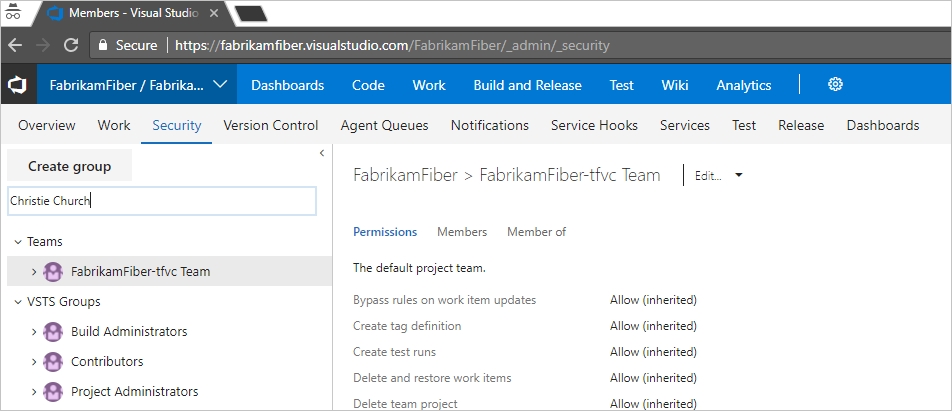 Members - Visual Studio
Secure https://fabrikamfiber.visualstudio.com/FabrikamFiber/_admin/_security
FabrikamFiber / Fabrika... Dashboards Code Work Build and Release Test Wiki Analytics
Overview Work Security Version Control Agent Queues Notifications Service Hooks Services Test Release Dashboards
Create group
Christie Church
Teams
FabrikamFiber-tfvc Team
VSTS Groups
Build Administrators
Contributors
Project Administrators
FabrikamFiber > FabrikamFiber-tfvc Team Edit...
Permissions Members Member of
The default project team.
Bypass rules on work item updates Allow (inherited)
Create tag definition Allow (inherited)
Create test runs Allow (inherited)
Delete and restore work items Allow (inherited)
Delete team project Allow (inherited)